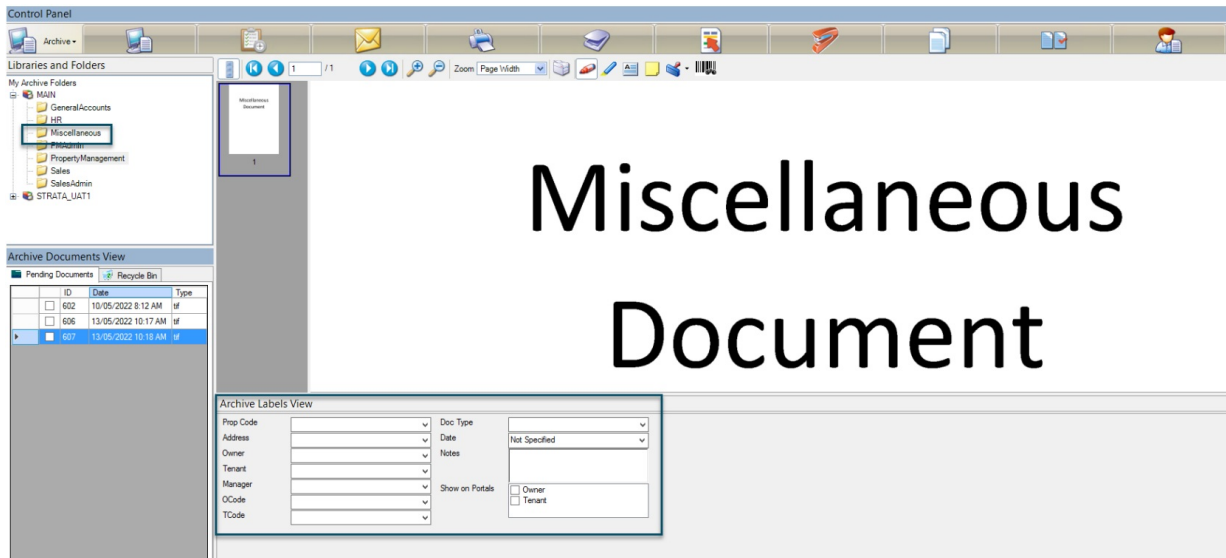 Control Panel
Archive
Libraries and Folders
1 /1 Zoom Page Width
My Archive Folders
MAIN
GeneralAccounts
HR
Miscellaneous
PMAdmin
PropertyManagement
Sales
SalesAdmin
STRATA_UAT1
Miscellaneous
Document
1
Miscellaneous
Document
Archive Documents View
Pending Documents Recycle Bin
ID Date Type
602 10/05/2022 8:12 AM tif
606 13/05/2022 10:17 AM tif
607 13/05/2022 10:18 AM tif
Archive Labels View
Prop Code
Address
Owner
Tenant
Manager
OCode
TCode
Doc Type
Date Not Specified
Notes
Show on Portals Owner
Tenant